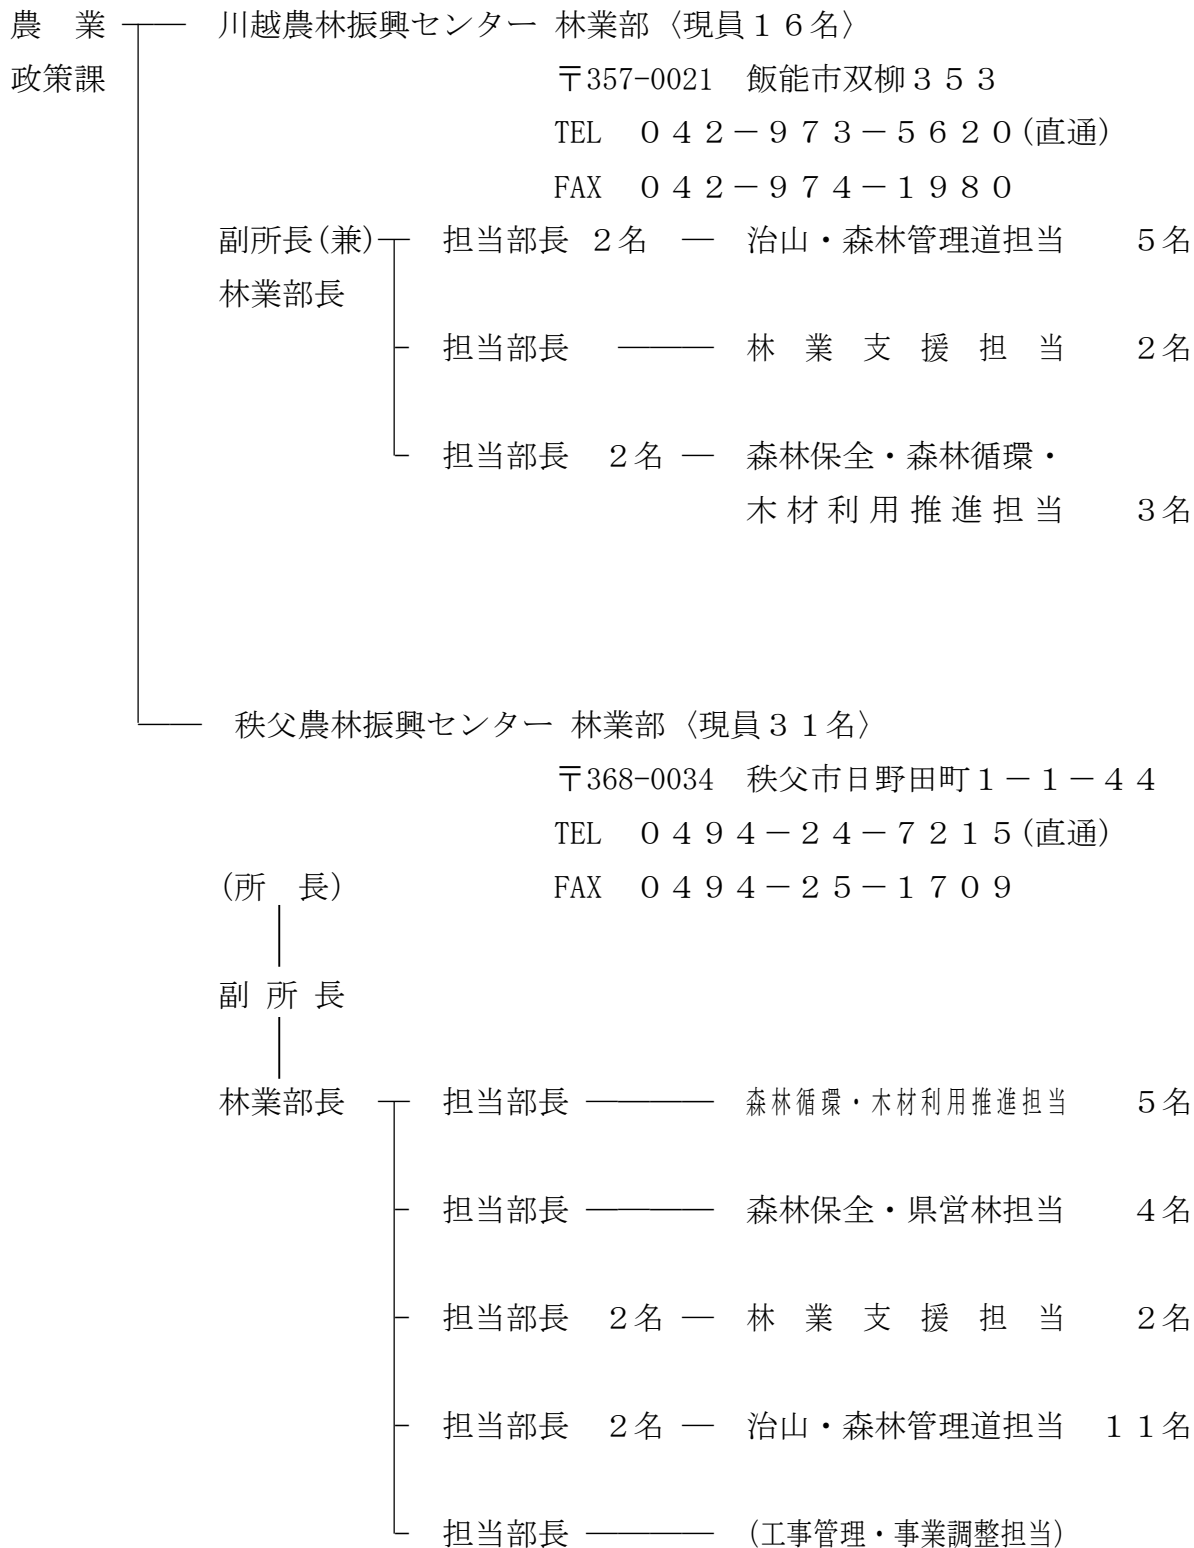 農　業　　　川越農林振興センター 林業部〈現員１６名〉
政策課　　　〒357-0021　飯能市双柳３５３
TEL　０４２－９７３－５６２０(直通)
FAX　０４２－９７４－１９８０
副所長(兼)　担当部長 ２名　―　治山・森林管理道担当　５名
林業部長
担当部長　―――　林 業 支 援 担 当　２名
担当部長　２名　―　森林保全・森林循環・
木材利用推進担当　３名
秩父農林振興センター 林業部〈現員３１名〉
〒368-0034　秩父市日野田町１－１－４４
TEL　０４９４－２４－７２１５(直通)
(所　長)　FAX　０４９４－２５－１７０９
副 所 長
林業部長　担当部長 ――――　森林循環・木材利用推進担当　５名
担当部長 ――――　森林保全・県営林担当　４名
担当部長　２名　―　林 業 支 援 担 当　２名
担当部長　２名　―　治山・森林管理道担当　１１名
担当部長 ――――　(工事管理・事業調整担当)